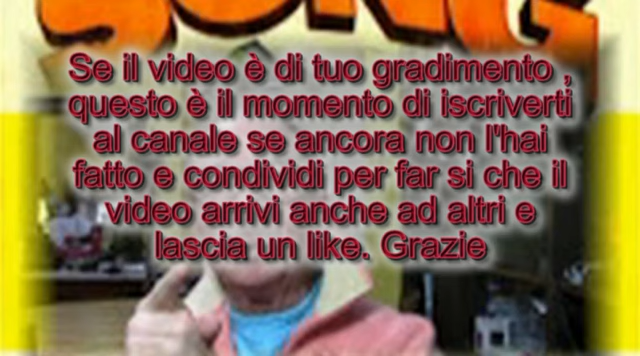 SONG
Se il video è di tuo gradimento ,
questo è il momento di iscriverti
al canale se ancora non l'hai
fatto e condividi per far si che il
video arrivi anche ad altri e
lascia un like. Grazie